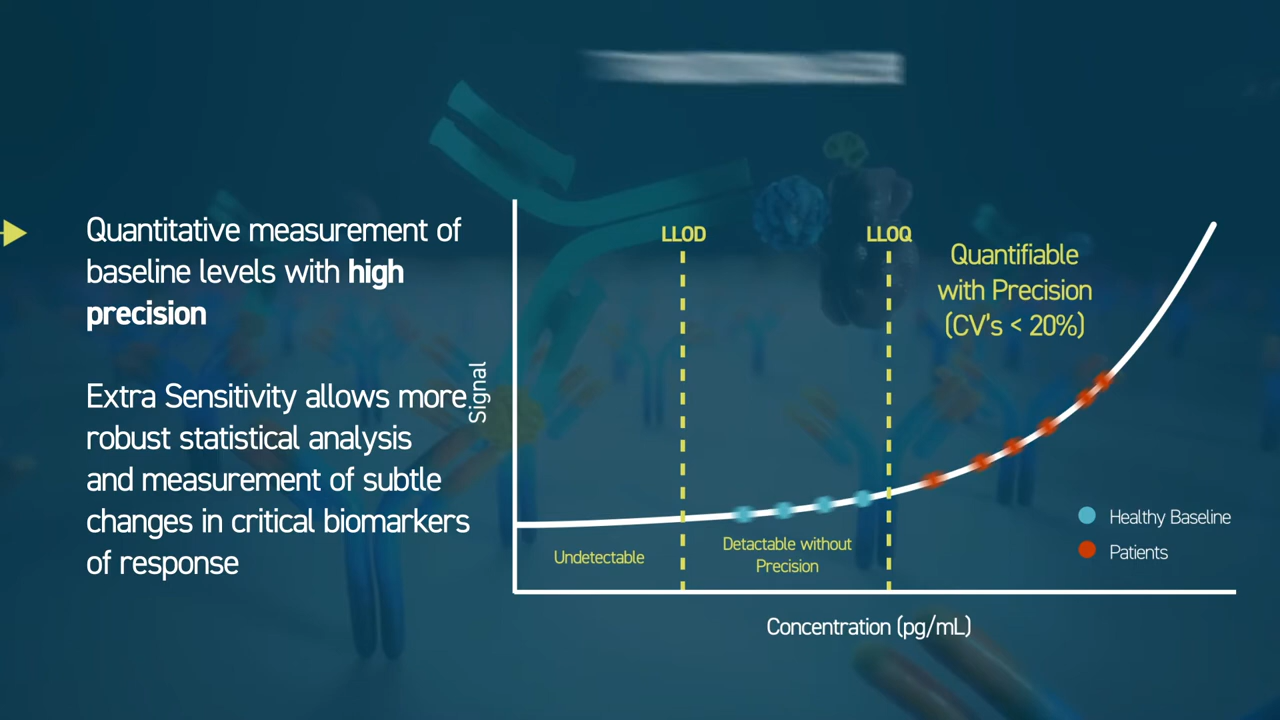 Quantitative measurement of
baseline levels with high
precision
Extra Sensitivity allows more
robust statistical analysis
and measurement of subtle
changes in critical biomarkers
of response
Signal
LLOD
LLOQ
Quantifiable
with Precision
(CV's < 20%)
Undetectable
Detactable without
Precision
Healthy Baseline
Patients
Concentration (pg/mL)